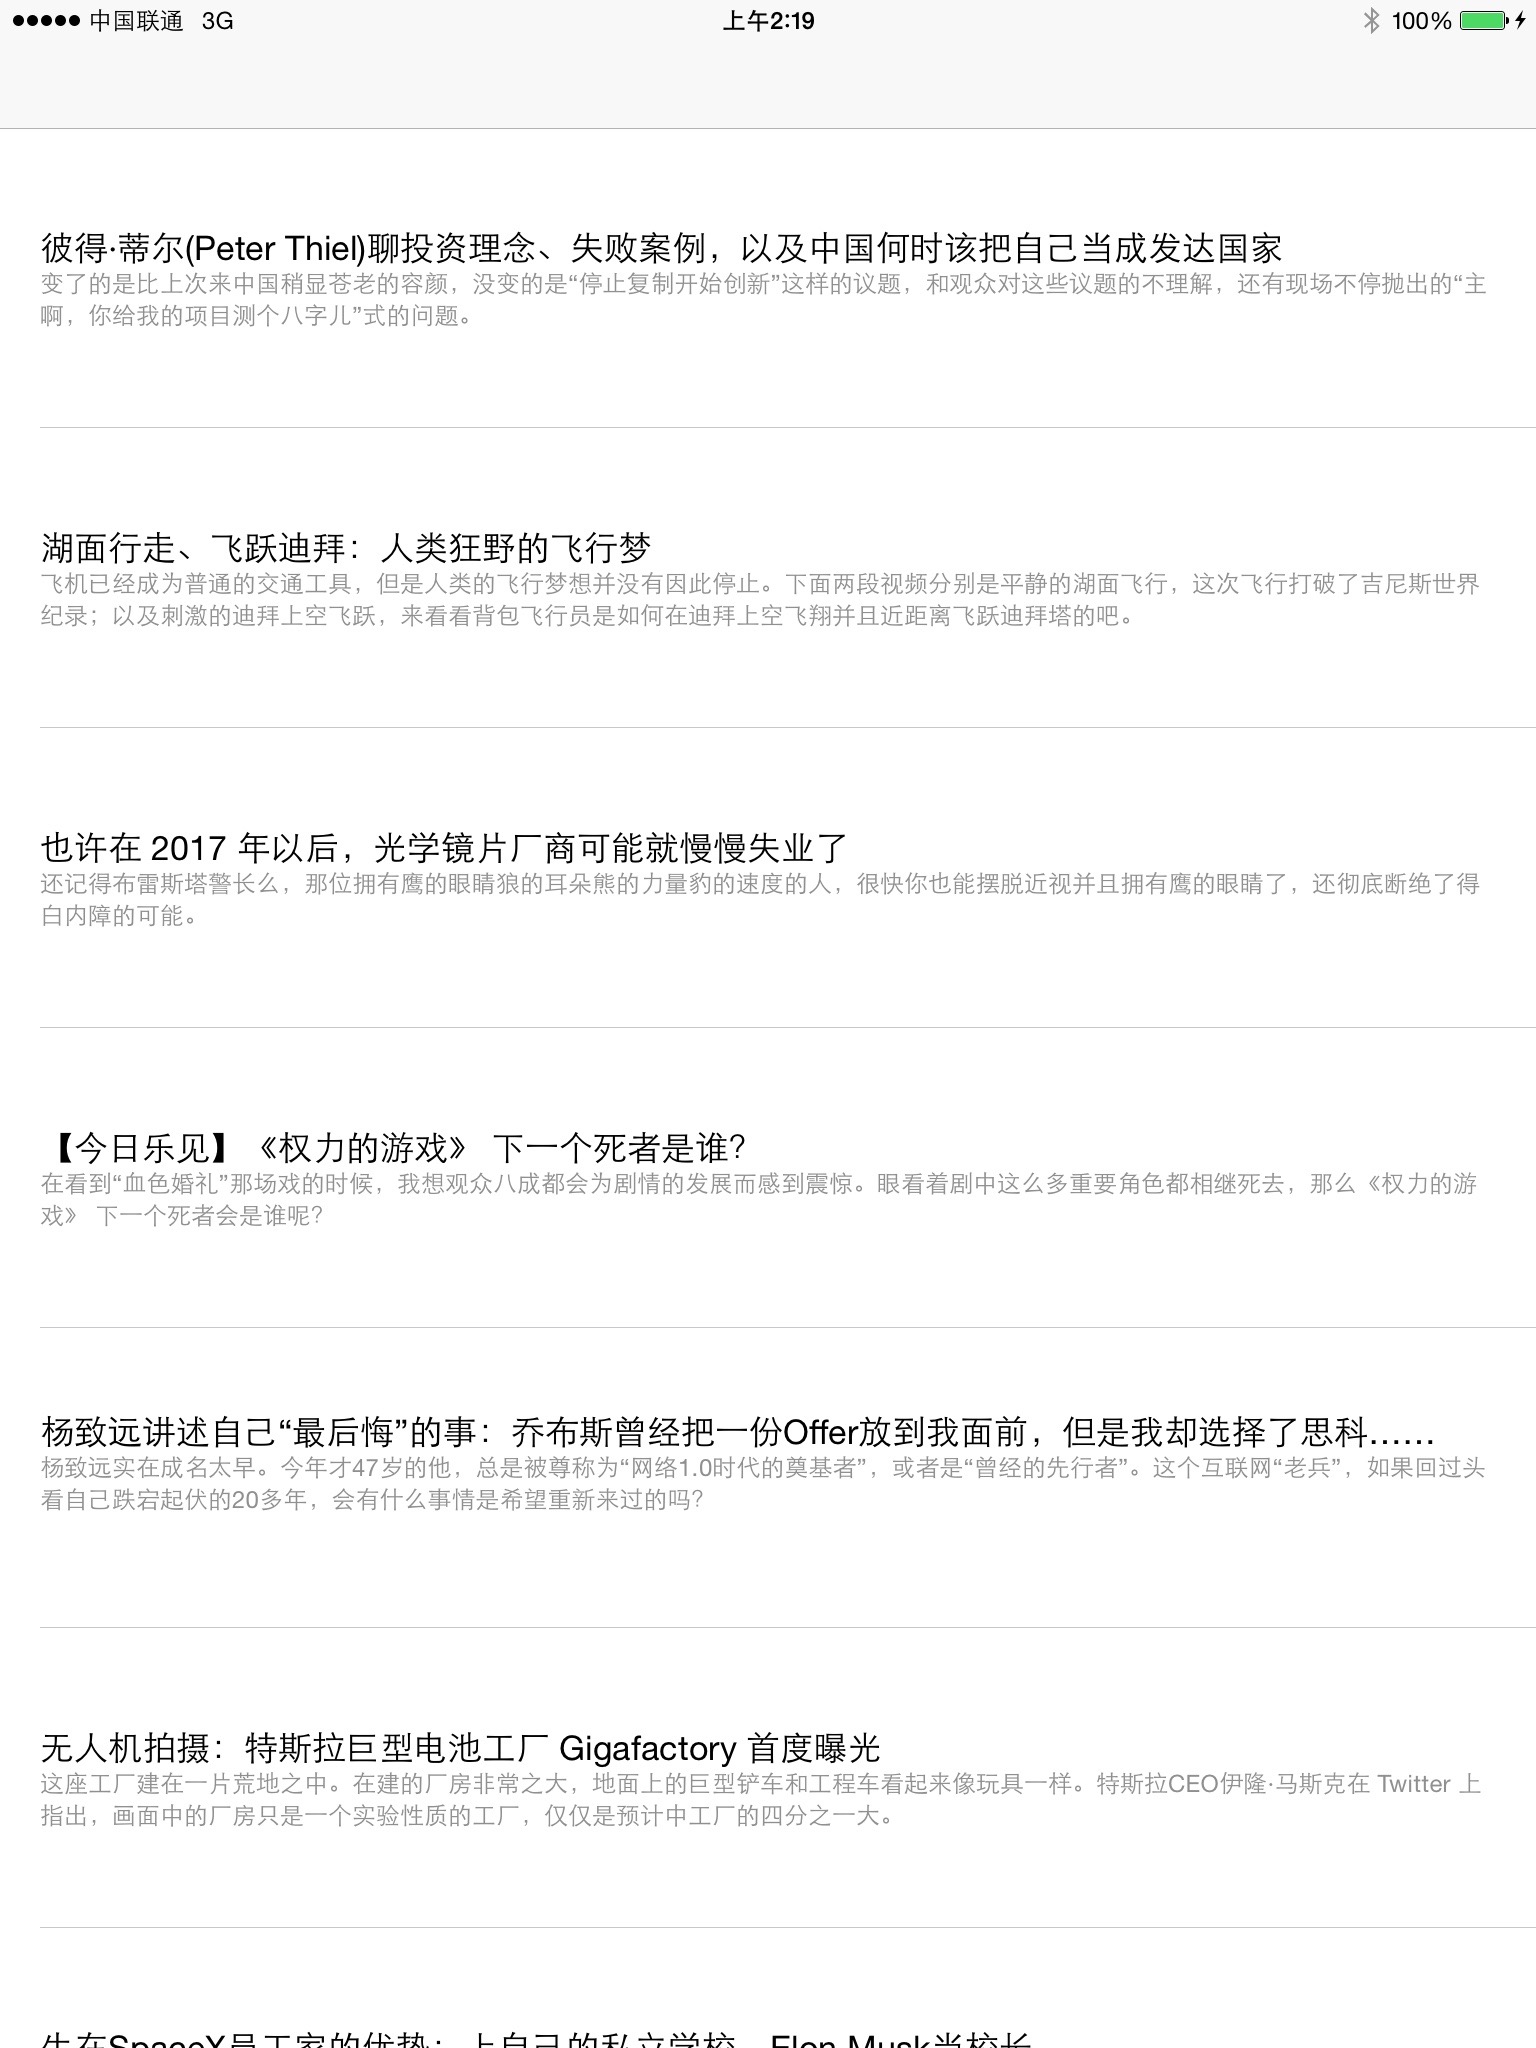 中国联通 3G 上午2:19 100%
彼得·蒂尔(Peter Thiel)聊投资理念、失败案例，以及中国何时该把自己当成发达国家
变了的是比上次来中国稍显苍老的容颜，没变的是“停止复制开始创新”这样的议题，和观众对这些议题的不理解，还有现场不停抛出的“主
啊，你给我的项目测个八字儿”式的问题。
湖面行走、飞跃迪拜：人类狂野的飞行梦
飞机已经成为普通的交通工具，但是人类的飞行梦想并没有因此停止。下面两段视频分别是平静的湖面飞行，这次飞行打破了吉尼斯世界
纪录；以及刺激的迪拜上空飞跃，来看看背包飞行员是如何在迪拜上空飞翔并且近距离飞跃迪拜塔的吧。
也许在 2017 年以后，光学镜片厂商可能就慢慢失业了
还记得布雷斯塔警长么，那位拥有鹰的眼睛狼的耳朵熊的力量豹的速度的人，很快你也能摆脱近视并且拥有鹰的眼睛了，还彻底断绝了得
白内障的可能。
【今日乐见】《权力的游戏》 下一个死者是谁？
在看到“血色婚礼”那场戏的时候，我想观众八成都会为剧情的发展而感到震惊。眼看着剧中这么多重要角色都相继死去，那么《权力的游
戏》 下一个死者会是谁呢？
杨致远讲述自己“最后悔”的事：乔布斯曾经把一份Offer放到我面前，但是我却选择了思科……
杨致远实在成名太早。今年才47岁的他，总是被尊称为“网络1.0时代的奠基者”，或者是“曾经的先行者”。这个互联网“老兵”，如果回过头
看自己跌宕起伏的20多年，会有什么事情是希望重新来过的吗？
无人机拍摄：特斯拉巨型电池工厂 Gigafactory 首度曝光
这座工厂建在一片荒地之中。在建的厂房非常之大，地面上的巨型铲车和工程车看起来像玩具一样。特斯拉CEO伊隆·马斯克在 Twitter 上
指出，画面中的厂房只是一个实验性质的工厂，仅仅是预计中工厂的四分之一大。
生在SpaceX员工家的优势：上自己的私立学校，Elon Musk当校长